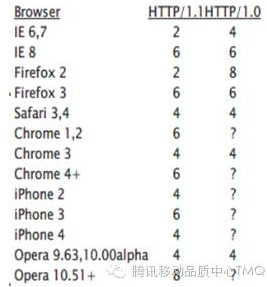 Browser HTTP/1.1 HTTP/1.0
IE 6,7 2 4
IE 8 6 6
Firefox 2 2 8
Firefox 3 6 6
Safari 3,4 4 4
Chrome 1,2 6 ?
Chrome 3 4 4
Chrome 4+ 6 ?
iPhone 2 4 ?
iPhone 3 6 ?
iPhone 4 4 ?
Opera 9.63,10.00alpha 4 4
Opera 10.51+ 8 ?
腾讯移动品质中心TMQ